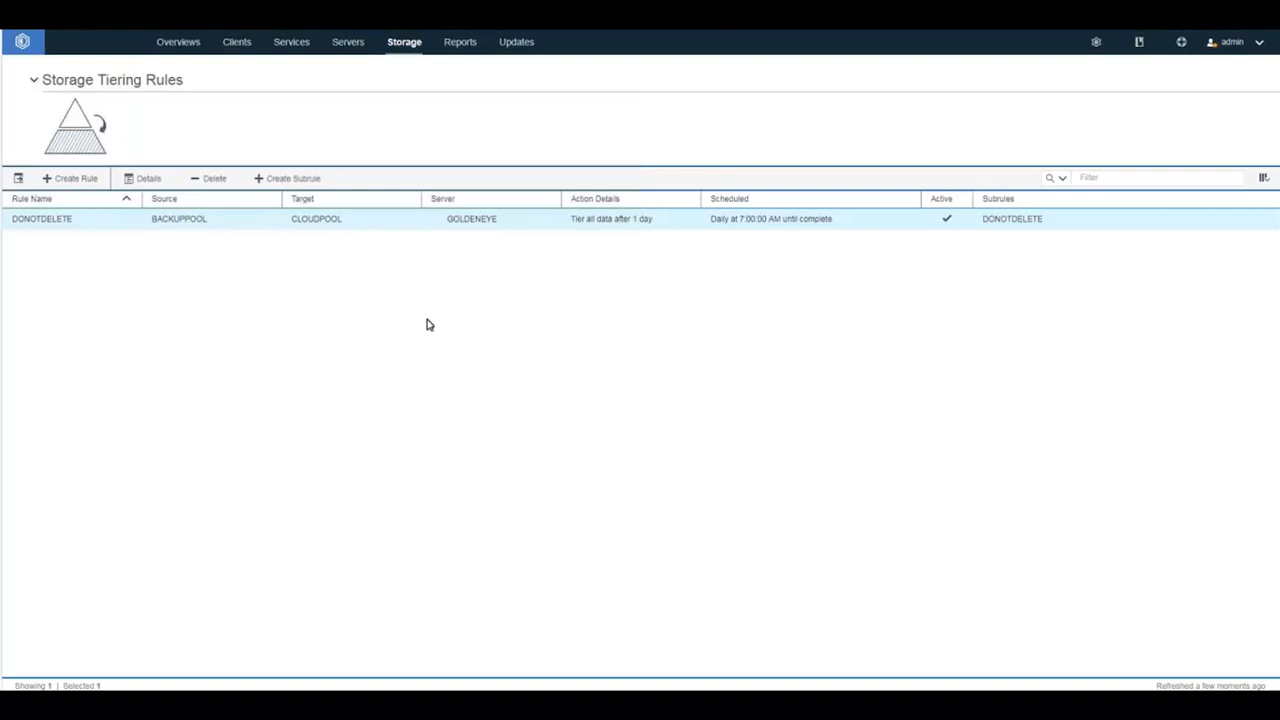 Overviews Clients Services Servers Storage Reports Updates admin
Storage Tiering Rules
Create Rule Details Delete Create Subrule Filter
Rule Name Source Target Server Action Details Scheduled Active Subrules
DONOTDELETE BACKUPPOOL CLOUDPOOL GOLDENEYE Tier all data after 1 day Daily at 7:00:00 AM until complete DONOTDELETE
Showing 1 | Selected 1 Refreshed a few moments ago